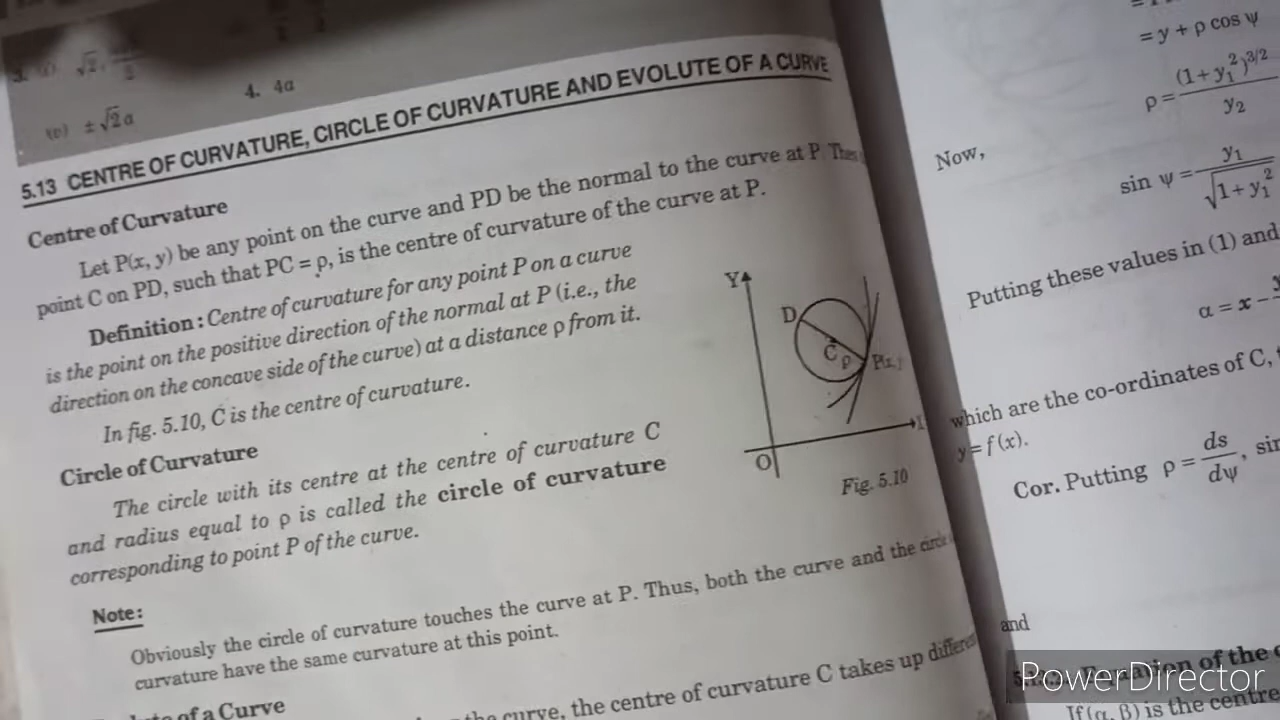 4. 4a
(v) ±√2a
5.13 CENTRE OF CURVATURE, CIRCLE OF CURVATURE AND EVOLUTE OF A CURVE
Centre of Curvature
Let P(x, y) be any point on the curve and PD be the normal to the curve at P. Then
point C on PD, such that PC = ρ, is the centre of curvature of the curve at P.
Definition : Centre of curvature for any point P on a curve
is the point on the positive direction of the normal at P (i.e., the
direction on the concave side of the curve) at a distance ρ from it.
In fig. 5.10, C is the centre of curvature.
Circle of Curvature
The circle with its centre at the centre of curvature C
and radius equal to ρ is called the circle of curvature
corresponding to point P of the curve.
Y
D
C
ρ
P(x, y
O
Fig. 5.10
Note:
Obviously the circle of curvature touches the curve at P. Thus, both the curve and the circle
curvature have the same curvature at this point.
of a Curve
the curve, the centre of curvature C takes up
= y + ρ cos ψ
ρ = (1 + y₁²)^3/2 / y₂
Now,
sin ψ = y₁ / √1 + y₁²
Putting these values in (1) and
α = x −
which are the co-ordinates of C,
y = f(x).
Cor. Putting ρ = ds/dψ, sin
and
Equation of the
If (α, β) is the centre
PowerDirector